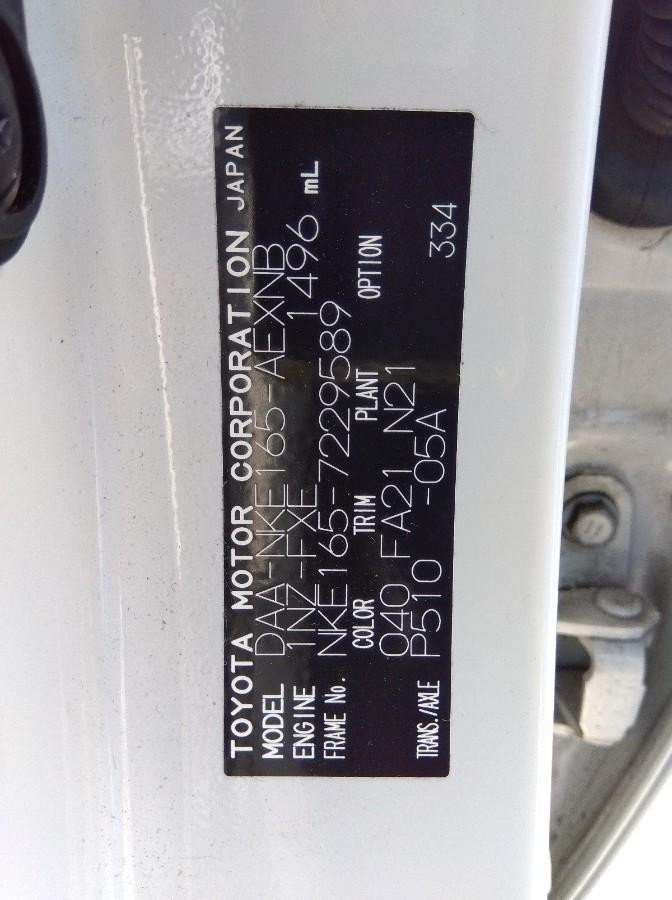 TOYOTA MOTOR CORPORATION JAPAN
MODEL DAA-NKE165-AEXNB
ENGINE 1NZ-FXE 1496 mL
FRAME No. NKE165-7229589
COLOR TRIM PLANT OPTION
040 FA21 N21
TRANS./AXLE P510 -05A 334